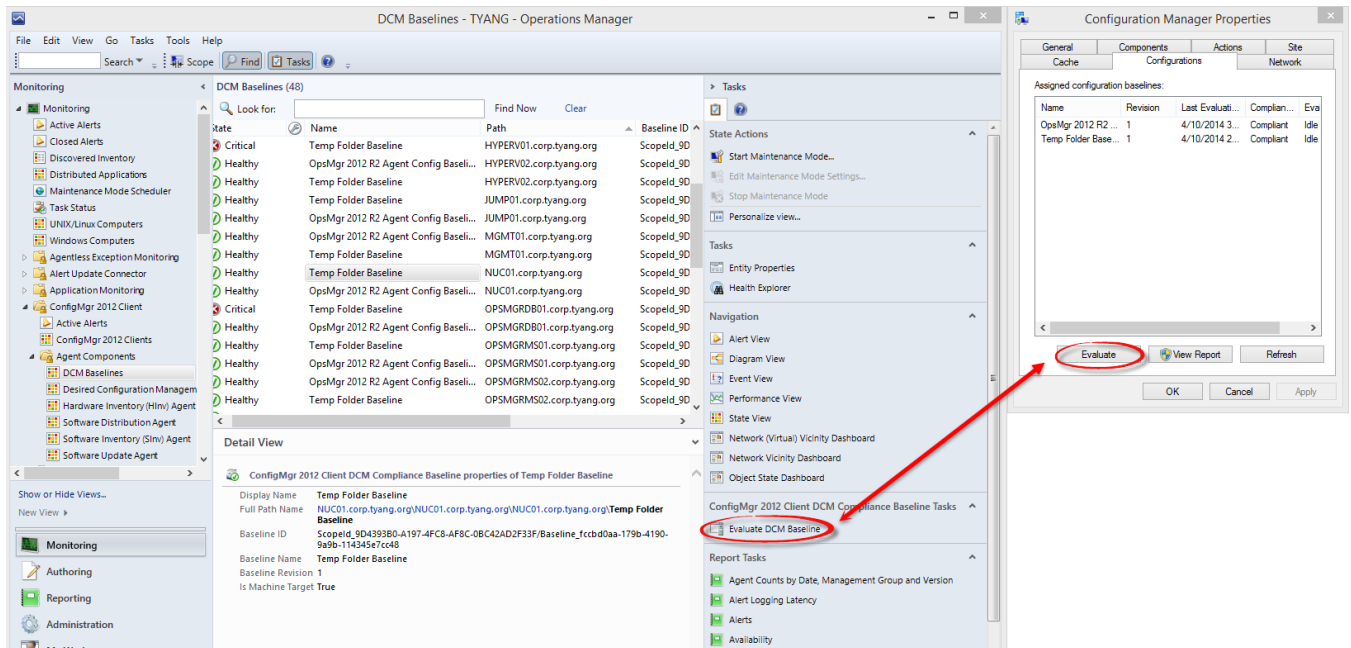 DCM Baselines - TYANG - Operations Manager
File Edit View Go Tasks Tools Help
Search Scope Find Tasks
Monitoring
Monitoring
Active Alerts
Closed Alerts
Discovered Inventory
Distributed Applications
Maintenance Mode Scheduler
Task Status
UNIX/Linux Computers
Windows Computers
Agentless Exception Monitoring
Alert Update Connector
Application Monitoring
ConfigMgr 2012 Client
Active Alerts
ConfigMgr 2012 Clients
Agent Components
DCM Baselines
Desired Configuration Managem
Hardware Inventory (HInv) Agent
Software Distribution Agent
Software Inventory (SInv) Agent
Software Update Agent
Show or Hide Views...
New View
Monitoring
Authoring
Reporting
Administration
DCM Baselines (48)
Look for: Find Now Clear
State Name Path Baseline ID
Critical Temp Folder Baseline HYPERV01.corp.tyang.org ScopeId_9D
Healthy OpsMgr 2012 R2 Agent Config Baseli... HYPERV02.corp.tyang.org ScopeId_9D
Healthy Temp Folder Baseline HYPERV02.corp.tyang.org ScopeId_9D
Healthy Temp Folder Baseline JUMP01.corp.tyang.org ScopeId_9D
Healthy OpsMgr 2012 R2 Agent Config Baseli... JUMP01.corp.tyang.org ScopeId_9D
Healthy OpsMgr 2012 R2 Agent Config Baseli... MGMT01.corp.tyang.org ScopeId_9D
Healthy Temp Folder Baseline MGMT01.corp.tyang.org ScopeId_9D
Healthy Temp Folder Baseline NUC01.corp.tyang.org ScopeId_9D
Healthy OpsMgr 2012 R2 Agent Config Baseli... NUC01.corp.tyang.org ScopeId_9D
Critical Temp Folder Baseline OPSMGRDB01.corp.tyang.org ScopeId_9D
Healthy OpsMgr 2012 R2 Agent Config Baseli... OPSMGRDB01.corp.tyang.org ScopeId_9D
Healthy Temp Folder Baseline OPSMGRMS01.corp.tyang.org ScopeId_9D
Healthy OpsMgr 2012 R2 Agent Config Baseli... OPSMGRMS01.corp.tyang.org ScopeId_9D
Healthy OpsMgr 2012 R2 Agent Config Baseli... OPSMGRMS02.corp.tyang.org ScopeId_9D
Healthy Temp Folder Baseline OPSMGRMS02.corp.tyang.org ScopeId_9D
Detail View
ConfigMgr 2012 Client DCM Compliance Baseline properties of Temp Folder Baseline
Display Name Temp Folder Baseline
Full Path Name NUC01.corp.tyang.org\NUC01.corp.tyang.org\NUC01.corp.tyang.org\Temp Folder
Baseline
Baseline ID ScopeId_9D4393B0-A197-4FC8-AF8C-0BC42AD2F33F/Baseline_fccbd0aa-179b-4190-
9a9b-114345e7cc48
Baseline Name Temp Folder Baseline
Baseline Revision 1
Is Machine Target True
Tasks
State Actions
Start Maintenance Mode...
Edit Maintenance Mode Settings...
Stop Maintenance Mode
Personalize view...
Tasks
Entity Properties
Health Explorer
Navigation
Alert View
Diagram View
Event View
Performance View
State View
Network (Virtual) Vicinity Dashboard
Network Vicinity Dashboard
Object State Dashboard
ConfigMgr 2012 Client DCM Compliance Baseline Tasks
Evaluate DCM Baseline
Report Tasks
Agent Counts by Date, Management Group and Version
Alert Logging Latency
Alerts
Availability
Configuration Manager Properties
General Components Actions Site
Cache Configurations Network
Assigned configuration baselines:
Name Revision Last Evaluati... Complian... Eva
OpsMgr 2012 R2 ... 1 4/10/2014 3... Compliant Idle
Temp Folder Base... 1 4/10/2014 2... Compliant Idle
Evaluate View Report Refresh
OK Cancel Apply